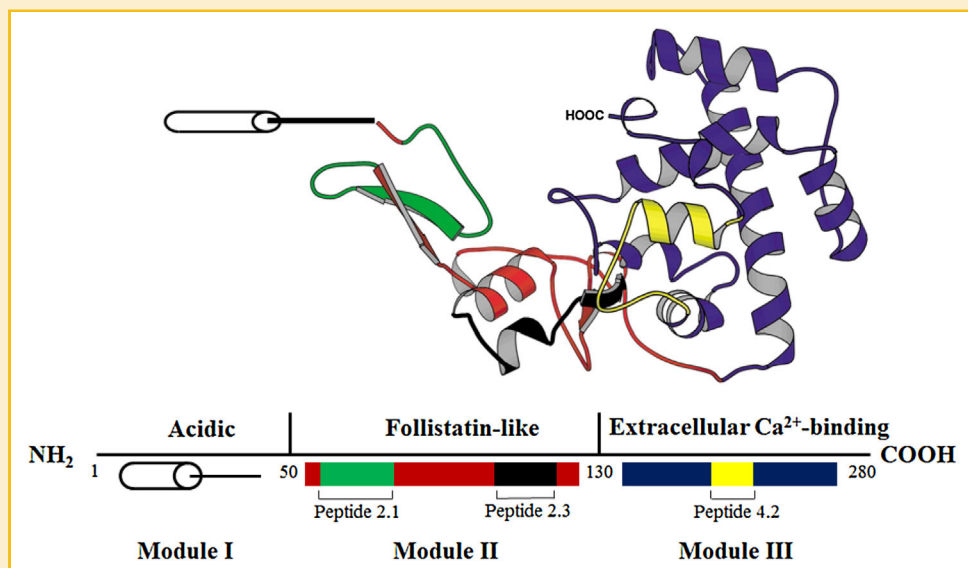 HOOC
Acidic Follistatin-like Extracellular Ca²⁺-binding
NH₂ 1 50 130 280 COOH
Peptide 2.1 Peptide 2.3 Peptide 4.2
Module I Module II Module III